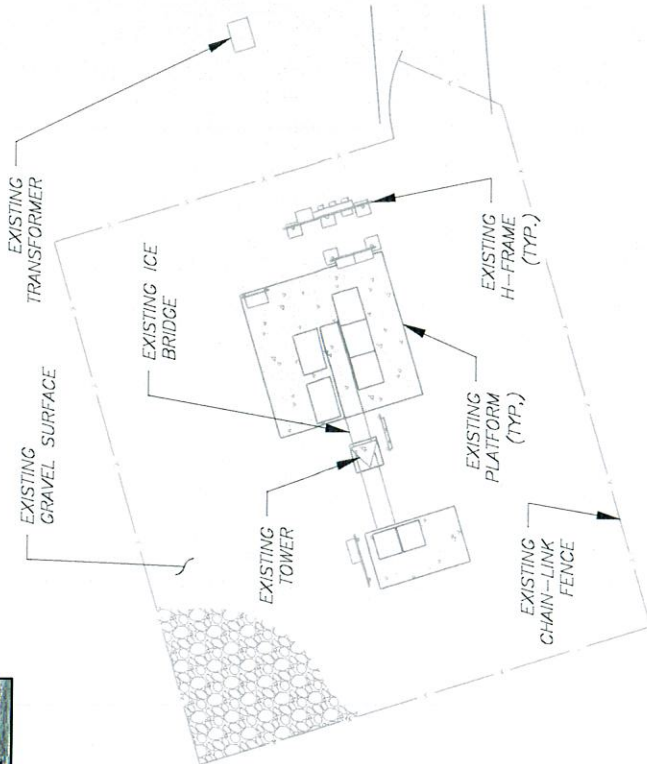 EXISTING
TRANSFORMER
EXISTING
GRAVEL SURFACE
EXISTING ICE
BRIDGE
EXISTING
TOWER
EXISTING
H-FRAME
(TYP.)
EXISTING
PLATFORM
(TYP.)
EXISTING
CHAIN-LINK
FENCE